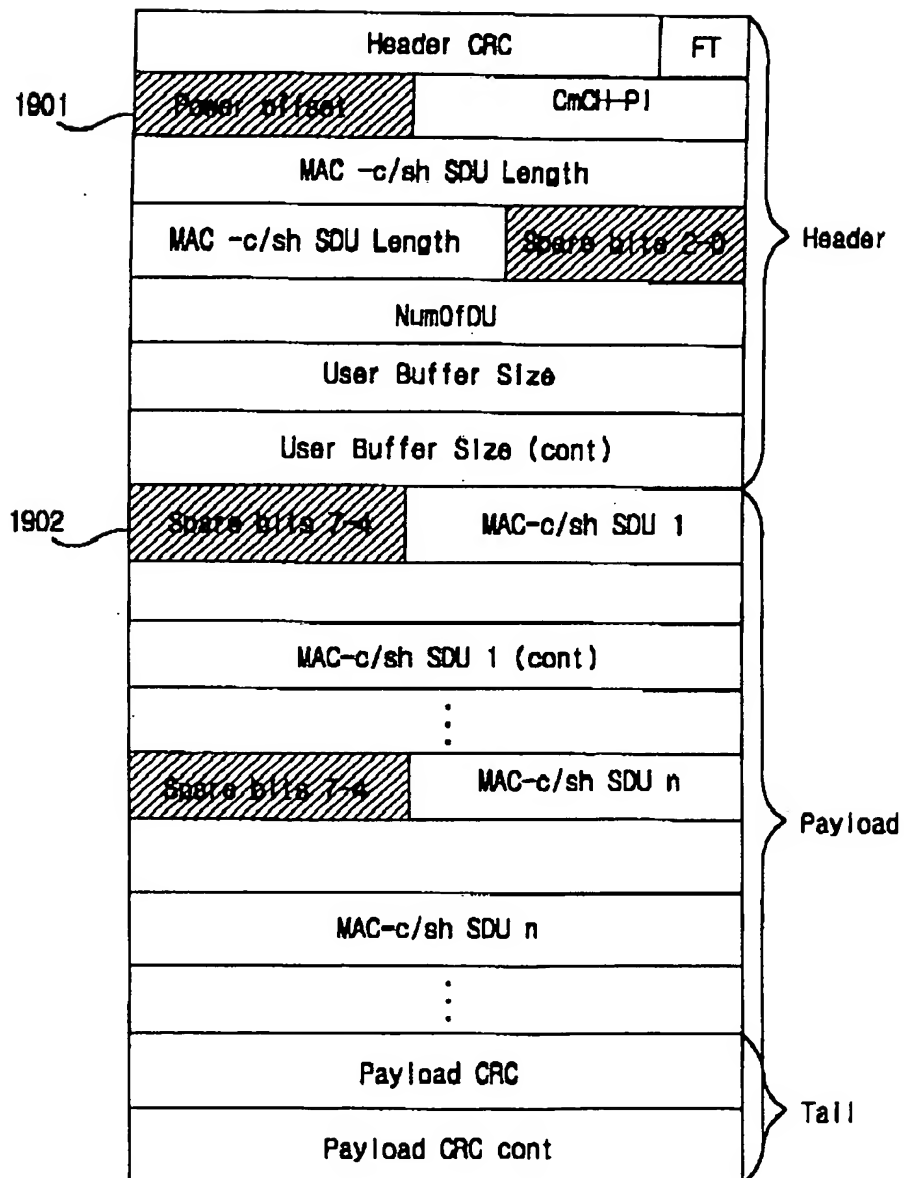 Header CRC FT
1901 Power offset CmCH-PI
MAC -c/sh SDU Length
MAC -c/sh SDU Length Spare bits 2-0
Header
NumOfDU
User Buffer Size
User Buffer Size (cont)
1902 Spare bits 7-4 MAC-c/sh SDU 1
MAC-c/sh SDU 1 (cont)
Spare bits 7-4 MAC-c/sh SDU n
Payload
MAC-c/sh SDU n
Payload CRC
Tail
Payload CRC cont